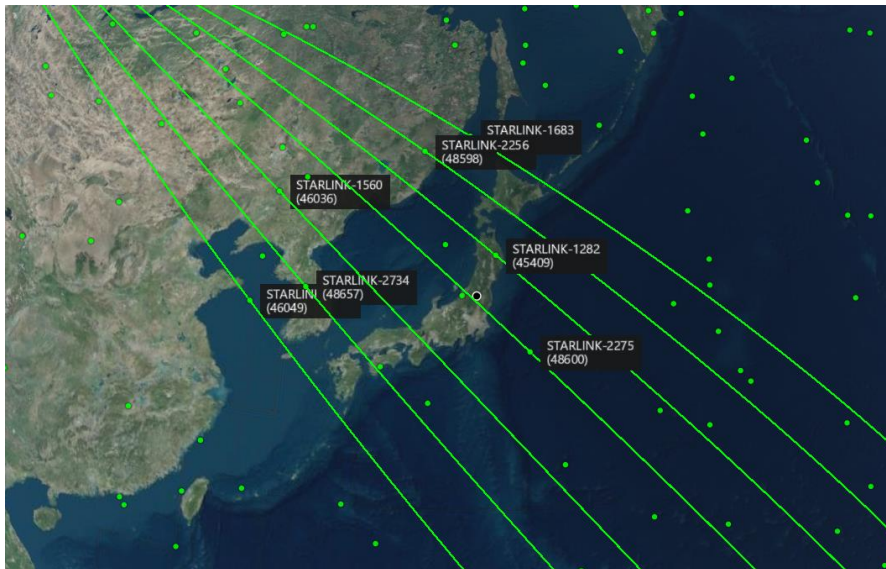 STARLINK-1683
STARLINK-2256
(48598)
STARLINK-1560
(46036)
STARLINK-1282
(45409)
STARLINK-2734
(48657)
(46049)
STARLINK-2275
(48600)